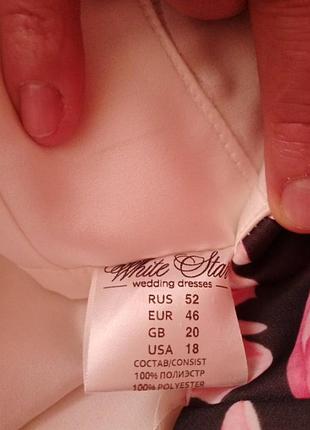 White Star
wedding dresses
RUS 52
EUR 46
GB 20
USA 18
СОСТАВ/CONSIST
100% ПОЛИЭСТР
100% POLYESTER